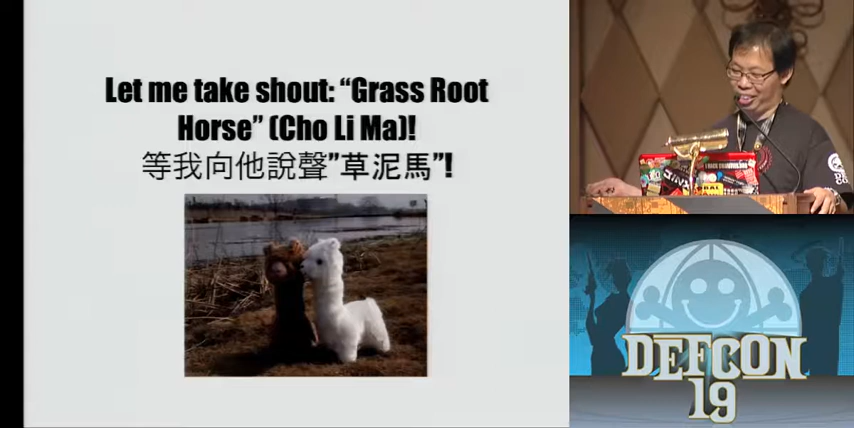 Let me take shout: “Grass Root
Horse” (Cho Li Ma)!
等我向他說聲”草泥馬”!
DEFCON
19